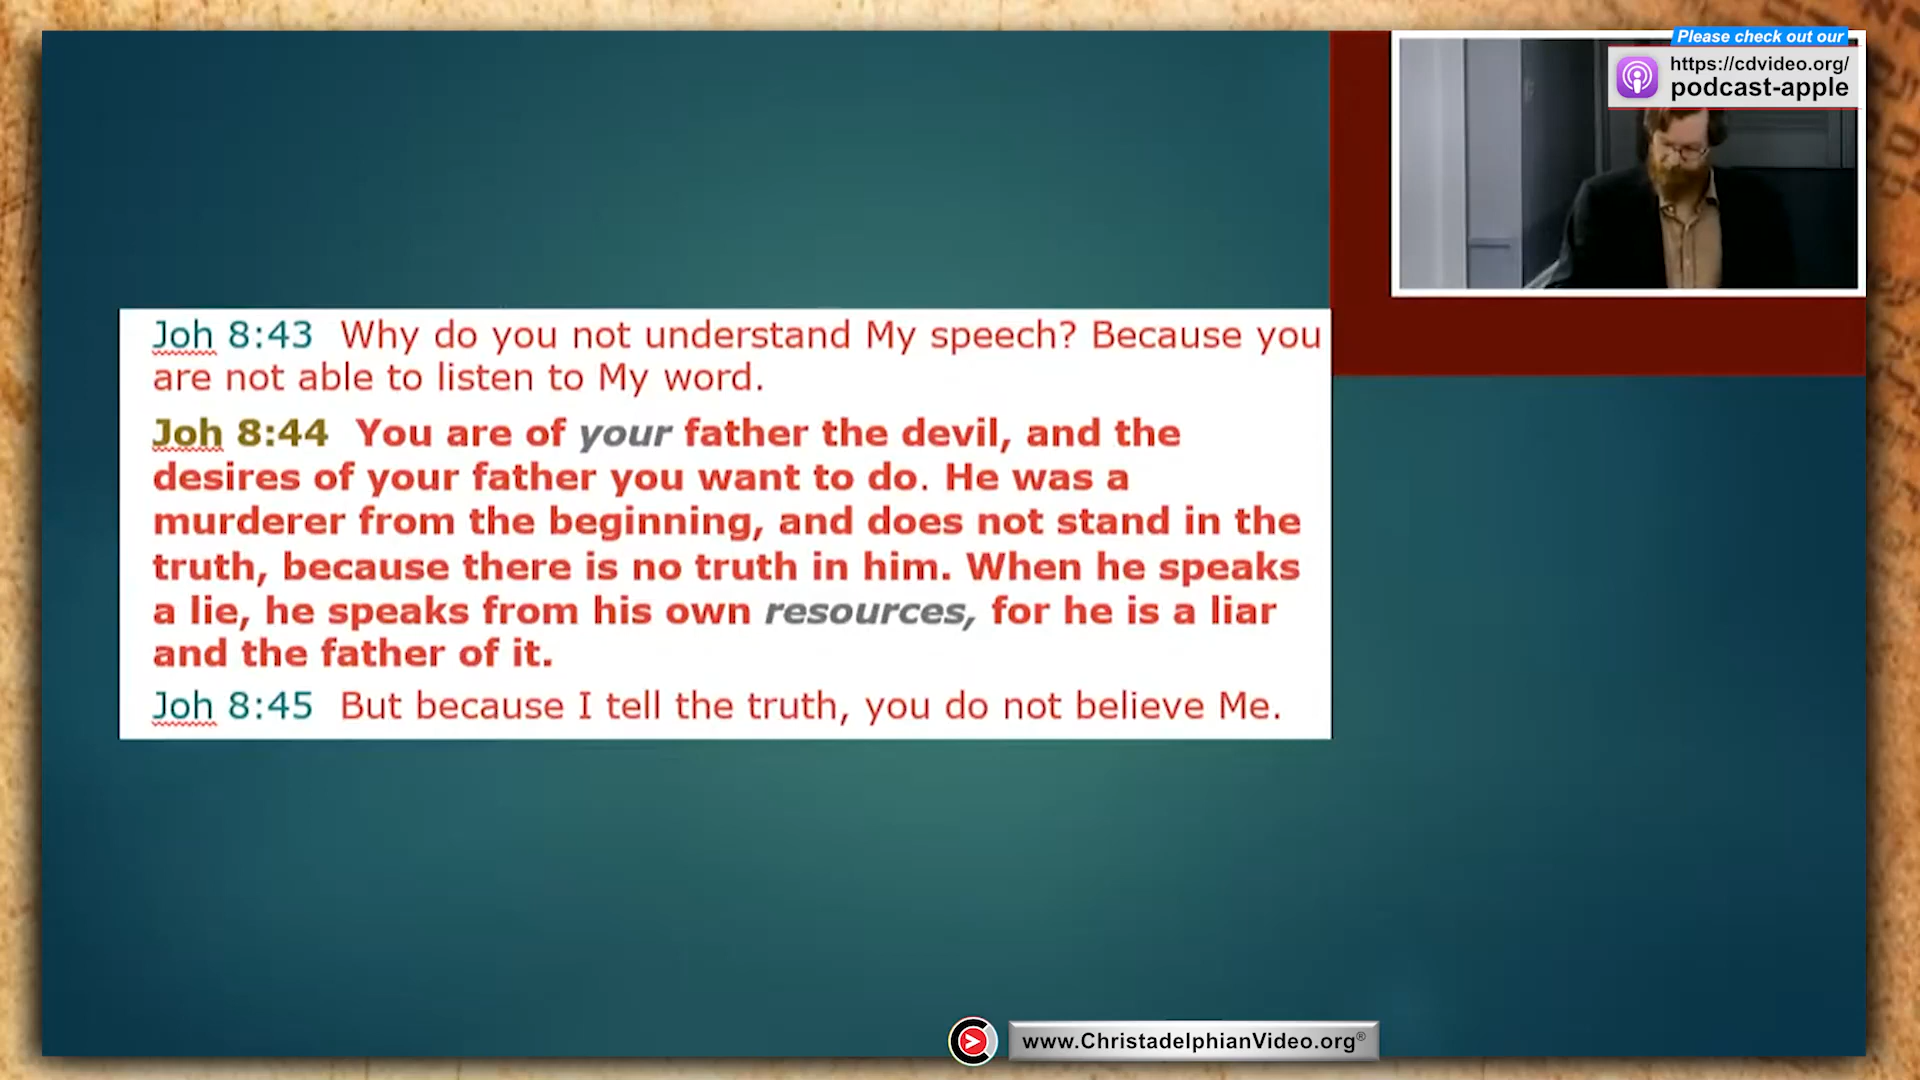 Please check out our
https://cdvideo.org/
podcast-apple
Joh 8:43 Why do you not understand My speech? Because you
are not able to listen to My word.
Joh 8:44 You are of your father the devil, and the
desires of your father you want to do. He was a
murderer from the beginning, and does not stand in the
truth, because there is no truth in him. When he speaks
a lie, he speaks from his own resources, for he is a liar
and the father of it.
Joh 8:45 But because I tell the truth, you do not believe Me.
www.ChristadelphianVideo.org®